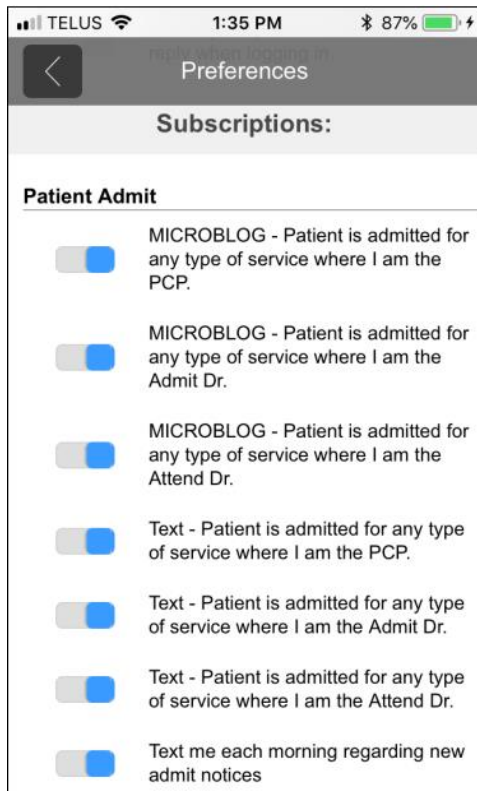 TELUS 1:35 PM 87%
reply when logging in
Preferences
Subscriptions:
Patient Admit
MICROBLOG - Patient is admitted for
any type of service where I am the
PCP.
MICROBLOG - Patient is admitted for
any type of service where I am the
Admit Dr.
MICROBLOG - Patient is admitted for
any type of service where I am the
Attend Dr.
Text - Patient is admitted for any type
of service where I am the PCP.
Text - Patient is admitted for any type
of service where I am the Admit Dr.
Text - Patient is admitted for any type
of service where I am the Attend Dr.
Text me each morning regarding new
admit notices